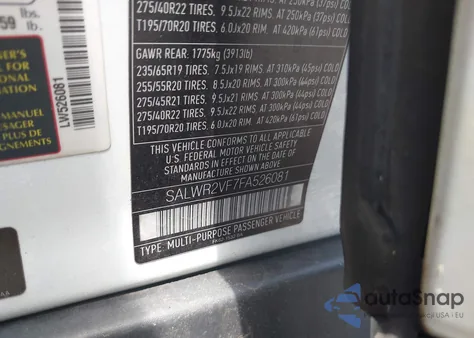 lbs.
59
lbs.
MANUEL
LW526081
275/40R22 TIRES, 9.5Jx22 RIMS, AT 250kPa (37psi) COLD
T195/70R20 TIRES, 6.0Jx20 RIM, AT 420kPa (61psi) COLD
GAWR REAR: 1775kg (3913lb)
235/65R19 TIRES, 7.5Jx19 RIMS, AT 310kPa (45psi) COLD
255/55R20 TIRES, 8.5Jx20 RIMS, AT 300kPa (44psi) COLD
275/45R21 TIRES, 9.5Jx21 RIMS, AT 300kPa (44psi) COLD
275/40R22 TIRES, 9.5Jx22 RIMS, AT 300kPa (44psi) COLD
T195/70R20 TIRES, 6.0Jx20 RIM, AT 420kPa (61psi) COLD
THIS VEHICLE CONFORMS TO ALL APPLICABLE
U.S. FEDERAL MOTOR VEHICLE SAFETY
STANDARDS IN EFFECT ON THE DATE OF
MANUFACTURE SHOWN ABOVE.
SALWR2VF7FA526081
TYPE: MULTI-PURPOSE PASSENGER VEHICLE
autoSnap